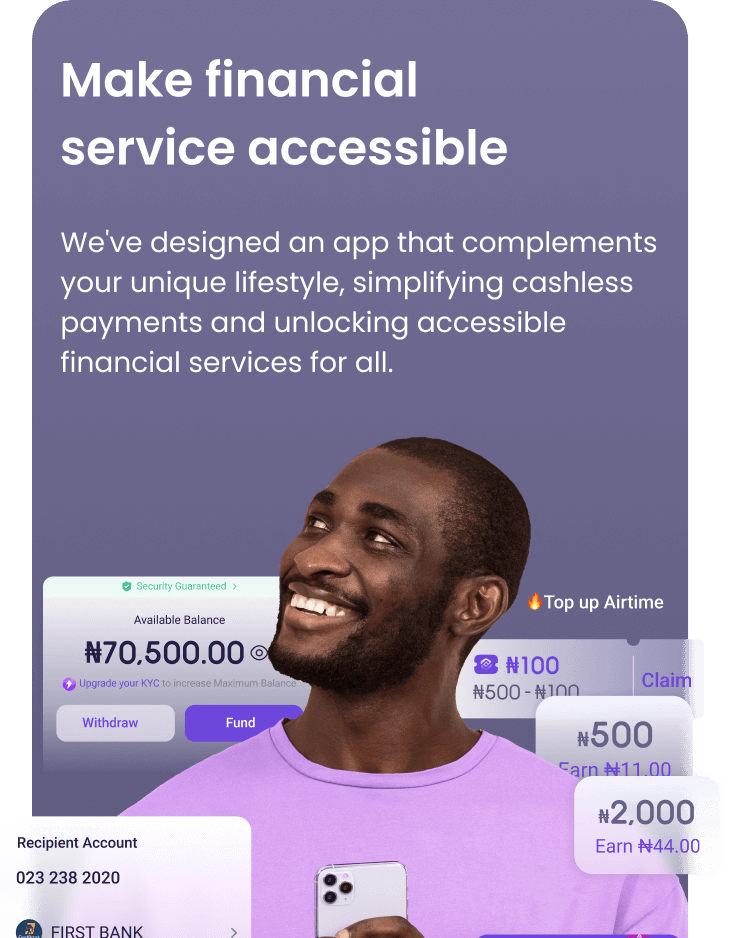 Make financial
service accessible
We've designed an app that complements
your unique lifestyle, simplifying cashless
payments and unlocking accessible
financial services for all.
Security Guaranteed >
Available Balance
₦70,500.00
Upgrade your KYC to increase Maximum Balance
Withdraw
Fund
🔥Top up Airtime
₦100
₦500 - ₦100
Claim
₦500
Earn ₦11.00
₦2,000
Earn ₦44.00
Recipient Account
023 238 2020
FIRST BANK >